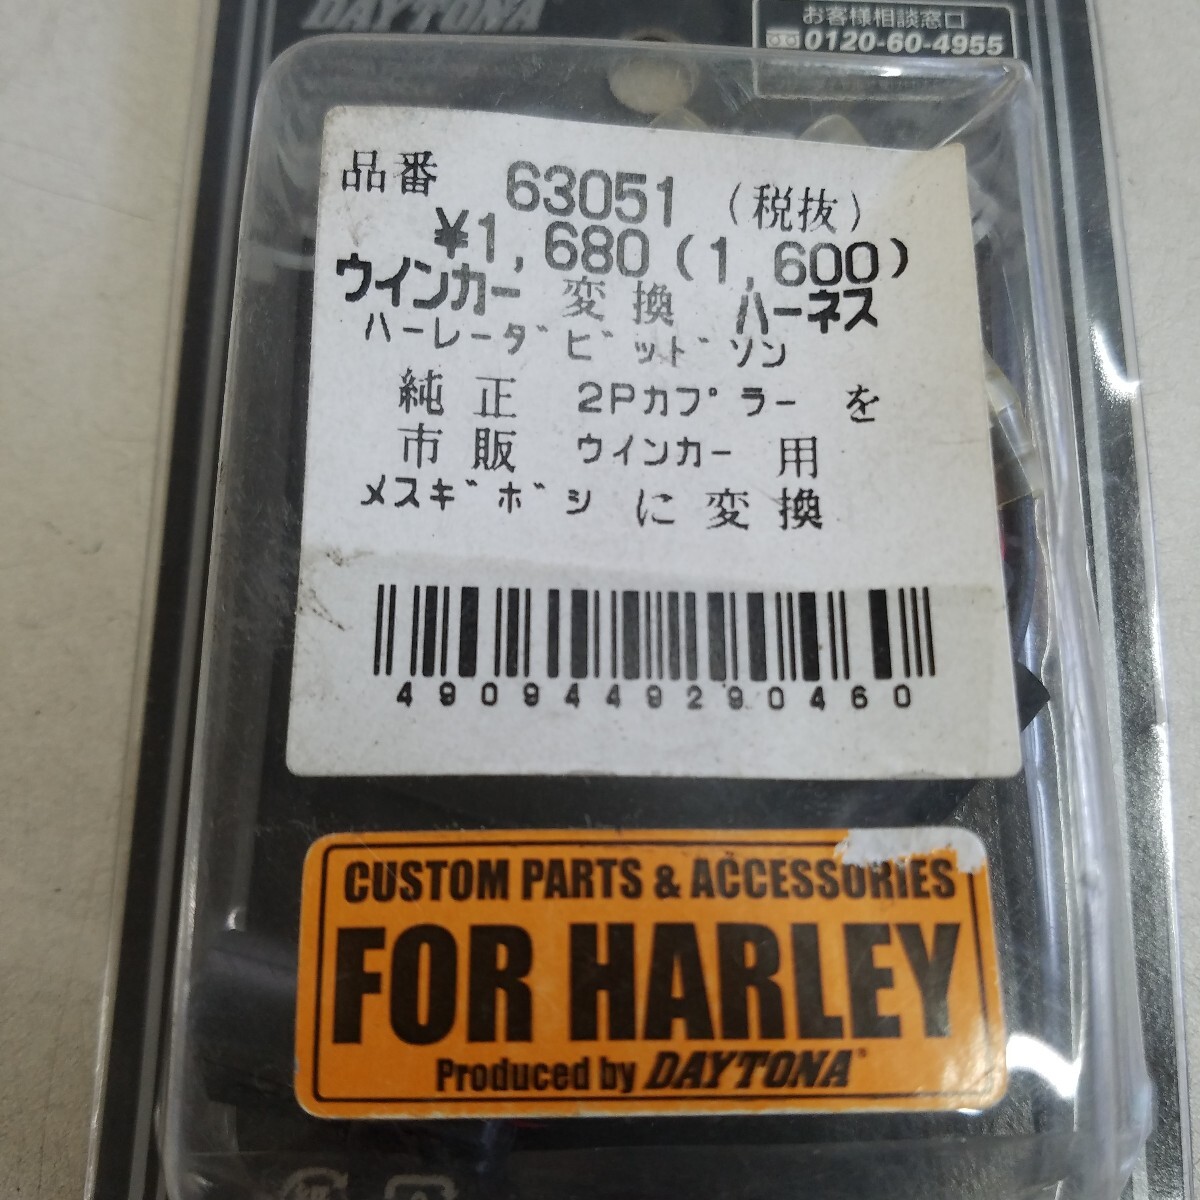 DAYTONA
お客様相談窓口
0120-60-4955
品番 63051 (税抜)
¥1,680(1,600)
ウインカー 変換 ハーネス
ハーレーダビッドソン
純正 2Pカプラー を
市販 ウインカー 用
メスギボシ に変換
4909449290460
CUSTOM PARTS & ACCESSORIES
FOR HARLEY
Produced by DAYTONA®